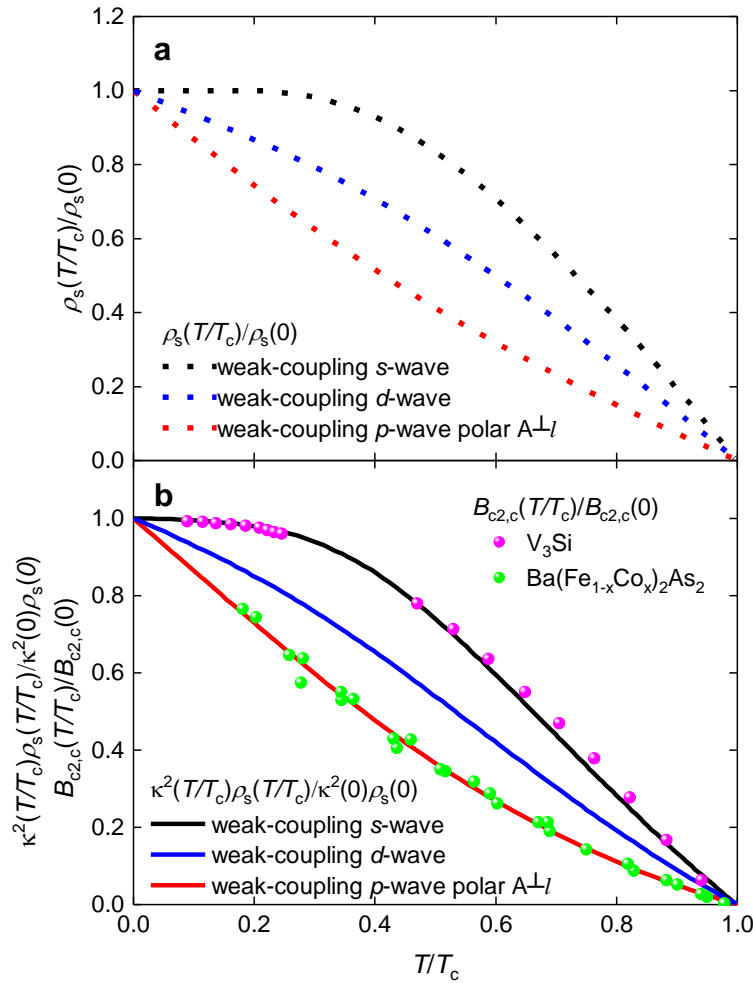 a
1.2
1.0
0.8
0.6
0.4
0.2
0.0
ρs(T/Tc)/ρs(0)
ρs(T/Tc)/ρs(0)
weak-coupling s-wave
weak-coupling d-wave
weak-coupling p-wave polar A⊥l
b
1.0
0.8
0.6
0.4
0.2
0.0
κ²(T/Tc)ρs(T/Tc)/κ²(0)ρs(0)
Bc2,c(T/Tc)/Bc2,c(0)
Bc2,c(T/Tc)/Bc2,c(0)
V₃Si
Ba(Fe₁₋ₓCoₓ)₂As₂
κ²(T/Tc)ρs(T/Tc)/κ²(0)ρs(0)
weak-coupling s-wave
weak-coupling d-wave
weak-coupling p-wave polar A⊥l
0.0 0.2 0.4 0.6 0.8 1.0
T/Tc